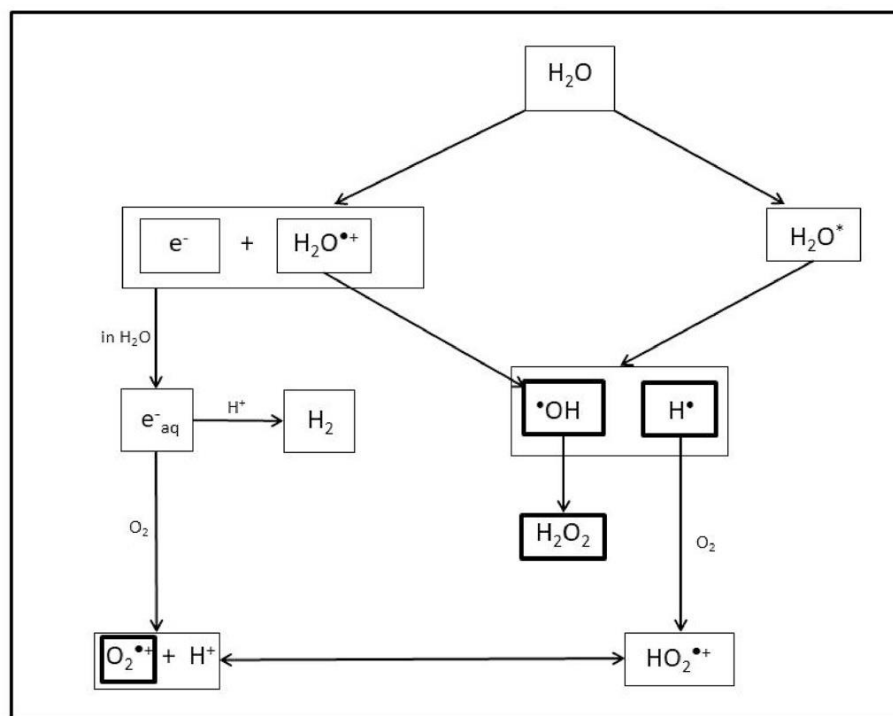 H₂O
e⁻ + H₂O•⁺
H₂O*
in H₂O
e⁻aq
H⁺
H₂
•OH
H•
H₂O₂
O₂
O₂
O₂•⁺ + H⁺
HO₂•⁺